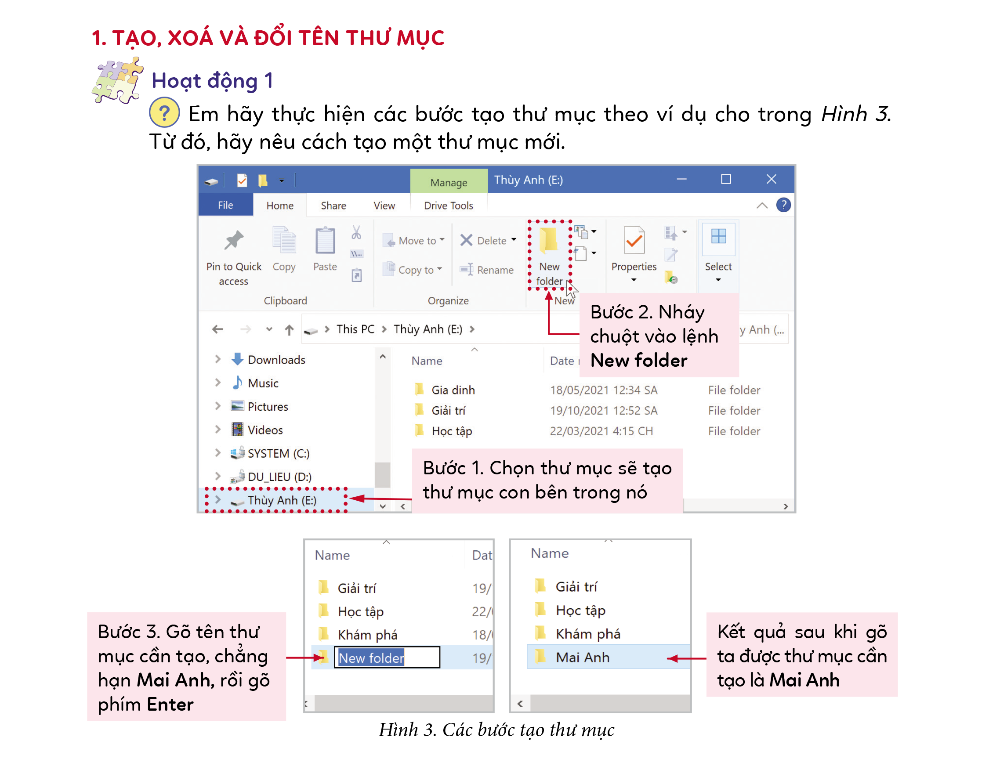 1. TẠO, XOÁ VÀ ĐỔI TÊN THƯ MỤC
Hoạt động 1
? Em hãy thực hiện các bước tạo thư mục theo ví dụ cho trong Hình 3.
Từ đó, hãy nêu cách tạo một thư mục mới.
Manage
Thùy Anh (E:)
File
Home
Share
View
Drive Tools
?
Pin to Quick
access
Copy
Paste
Clipboard
Move to
Copy to
Delete
Rename
Organize
New
folder
New
Properties
Select
Bước 2. Nháy
chuột vào lệnh
New folder
This PC
Thùy Anh (E:)
y Anh (...
Downloads
Music
Pictures
Videos
SYSTEM (C:)
DU_LIEU (D:)
Thùy Anh (E:)
Name
Date
Gia dinh 18/05/2021 12:34 SA File folder
Giải trí 19/10/2021 12:52 SA File folder
Học tập 22/03/2021 4:15 CH File folder
Bước 1. Chọn thư mục sẽ tạo
thư mục con bên trong nó
Name Dat
Giải trí 19/
Học tập 22/
Khám phá 18/
New folder 19/
Bước 3. Gõ tên thư
mục cần tạo, chẳng
hạn Mai Anh, rồi gõ
phím Enter
Name
Giải trí
Học tập
Khám phá
Mai Anh
Kết quả sau khi gõ
ta được thư mục cần
tạo là Mai Anh
Hình 3. Các bước tạo thư mục